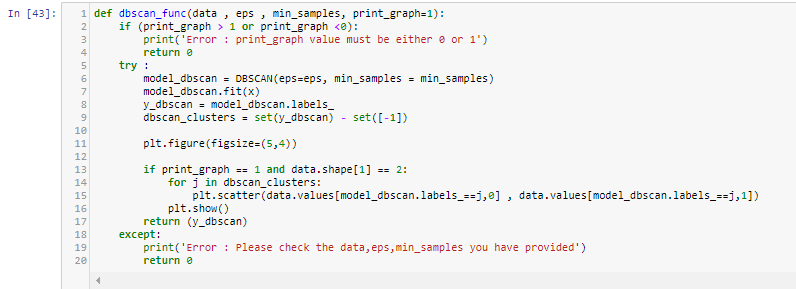 In [43]:
1 def dbscan_func(data , eps , min_samples, print_graph=1):
2     if (print_graph > 1 or print_graph <0):
3         print('Error : print_graph value must be either 0 or 1')
4         return 0
5     try :
6         model_dbscan = DBSCAN(eps=eps, min_samples = min_samples)
7         model_dbscan.fit(x)
8         y_dbscan = model_dbscan.labels_
9         dbscan_clusters = set(y_dbscan) - set([-1])
10
11         plt.figure(figsize=(5,4))
12
13         if print_graph == 1 and data.shape[1] == 2:
14             for j in dbscan_clusters:
15                 plt.scatter(data.values[model_dbscan.labels_==j,0] , data.values[model_dbscan.labels_==j,1])
16             plt.show()
17         return (y_dbscan)
18     except:
19         print('Error : Please check the data,eps,min_samples you have provided')
20         return 0